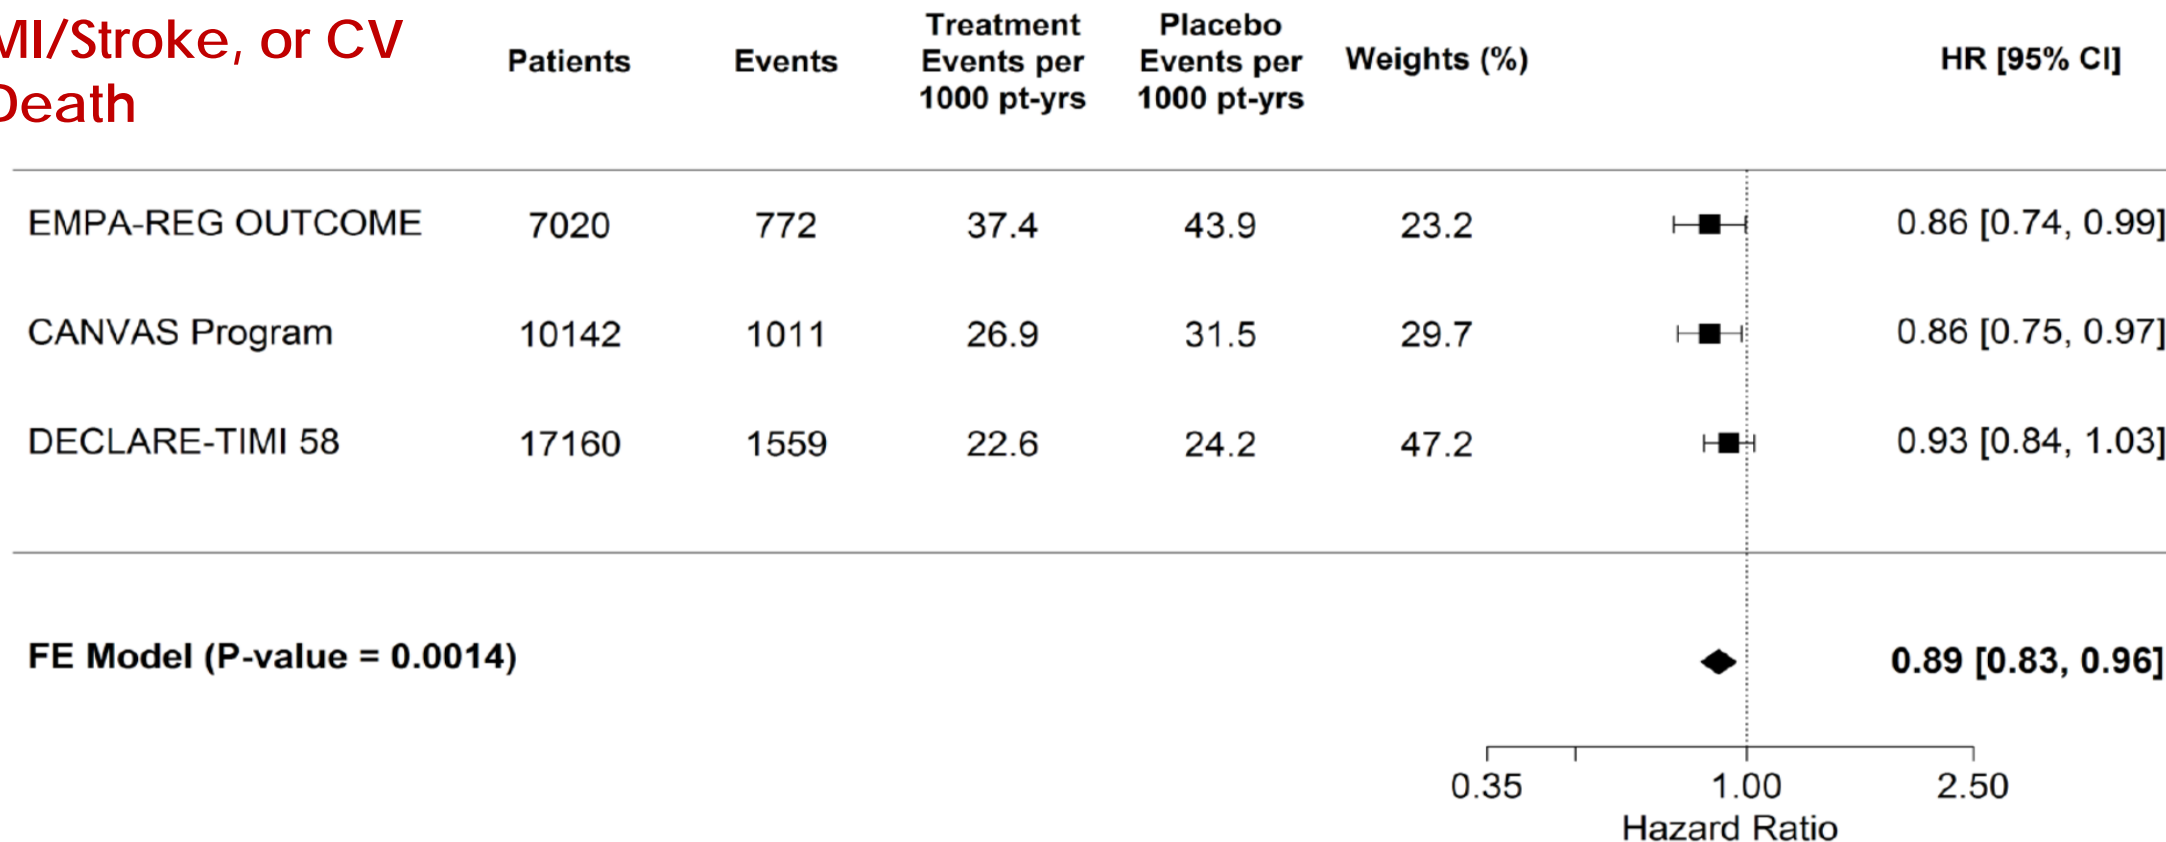 MI/Stroke, or CV
Death
Patients
Events
Treatment
Events per
1000 pt-yrs
Placebo
Events per
1000 pt-yrs
Weights (%)
HR [95% CI]
EMPA-REG OUTCOME 7020 772 37.4 43.9 23.2 0.86 [0.74, 0.99]
CANVAS Program 10142 1011 26.9 31.5 29.7 0.86 [0.75, 0.97]
DECLARE-TIMI 58 17160 1559 22.6 24.2 47.2 0.93 [0.84, 1.03]
FE Model (P-value = 0.0014) 0.89 [0.83, 0.96]
0.35 1.00 2.50
Hazard Ratio